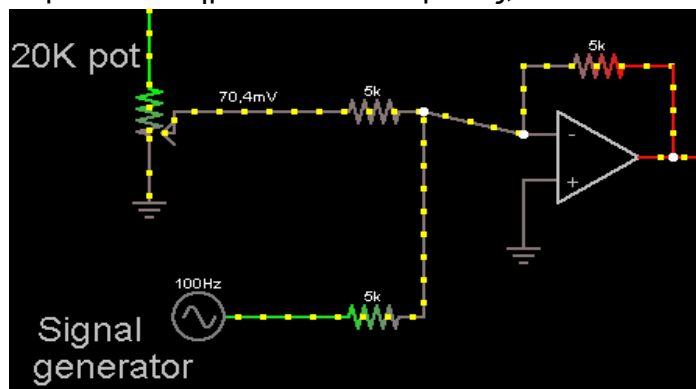 20K pot
70,4mV
5k
5k
-
+
100Hz
5k
Signal
generator